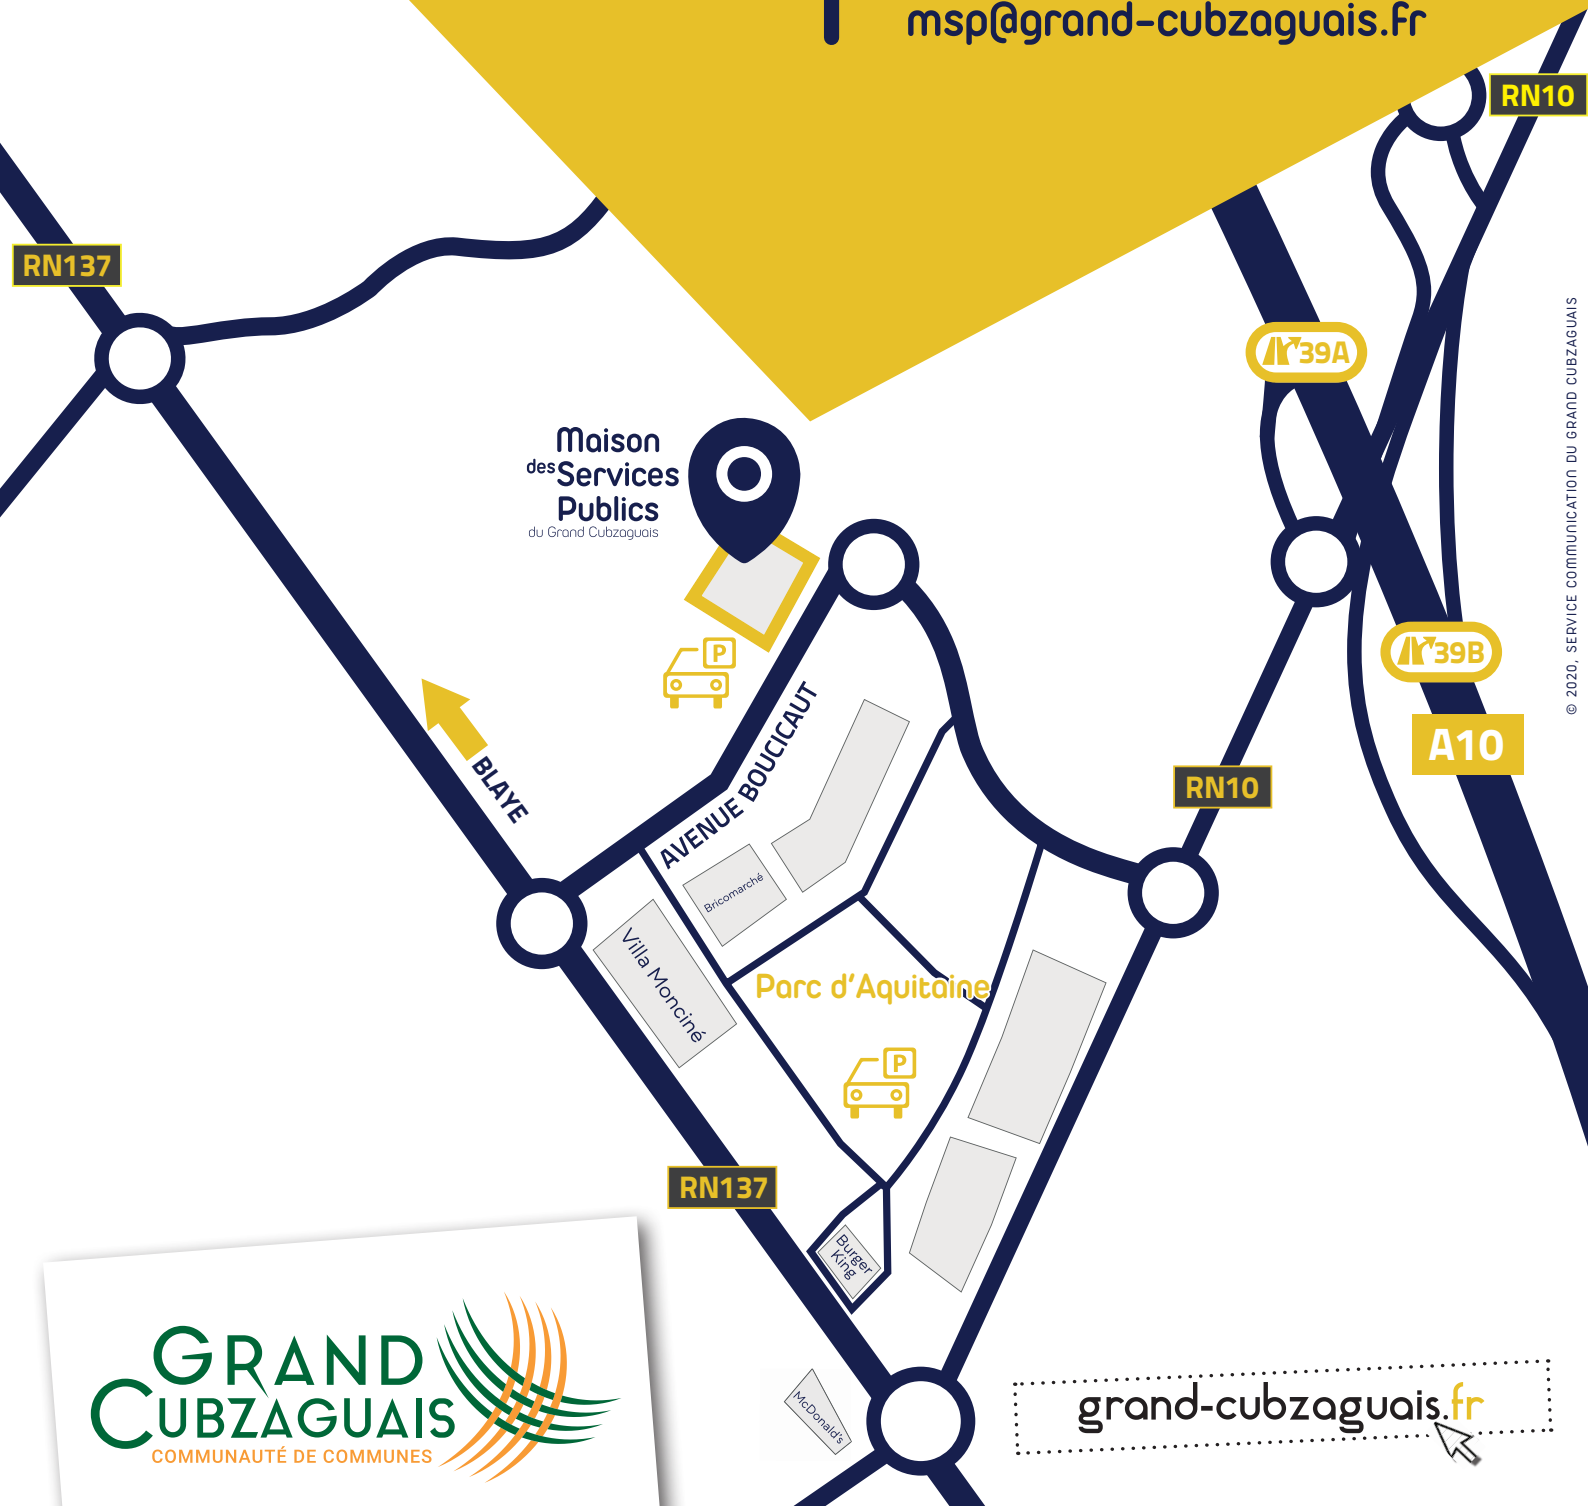 msp@grand-cubzaguais.fr
RN10
RN137
39A
© 2020, SERVICE COMMUNICATION DU GRAND CUBZAGUAIS
Maison
des Services
Publics
du Grand Cubzaguais
P
39B
A10
BLAYE
AVENUE BOUCICAUT
RN10
Bricomarché
Villa Monciné
Parc d'Aquitaine
P
RN137
Burger
King
McDonald's
GRAND
CUBZAGUAIS
COMMUNAUTÉ DE COMMUNES
grand-cubzaguais.fr